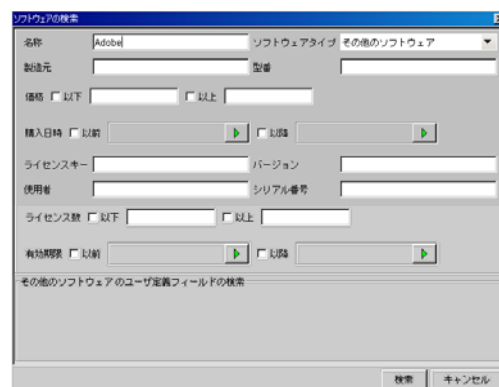 ソフトウェアの検索
名称 Adobe ソフトウェアタイプ その他のソフトウェア
製造元 型番
価格 以下 以上
購入日時 以前 以降
ライセンスキー バージョン
使用者 シリアル番号
ライセンス数 以下 以上
有効期限 以前 以降
その他のソフトウェアのユーザ定義フィールドの検索
検索 キャンセル